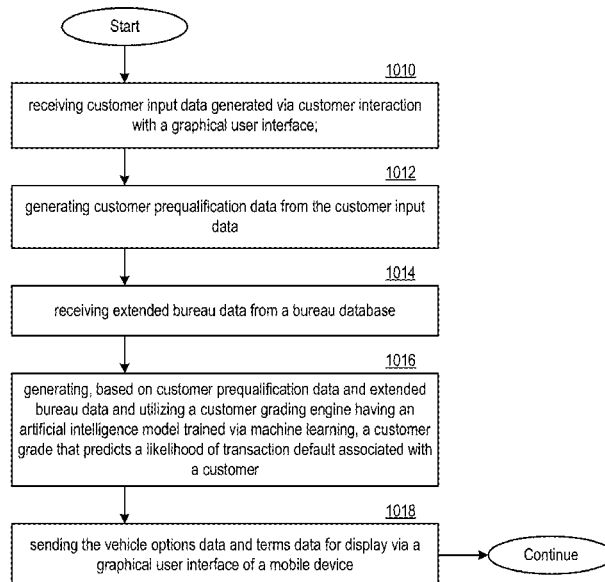 Start
1010
receiving customer input data generated via customer interaction
with a graphical user interface;
1012
generating customer prequalification data from the customer input
data
1014
receiving extended bureau data from a bureau database
1016
generating, based on customer prequalification data and extended
bureau data and utilizing a customer grading engine having an
artificial intelligence model trained via machine learning, a customer
grade that predicts a likelihood of transaction default associated with
a customer
1018
sending the vehicle options data and terms data for display via a
graphical user interface of a mobile device
Continue